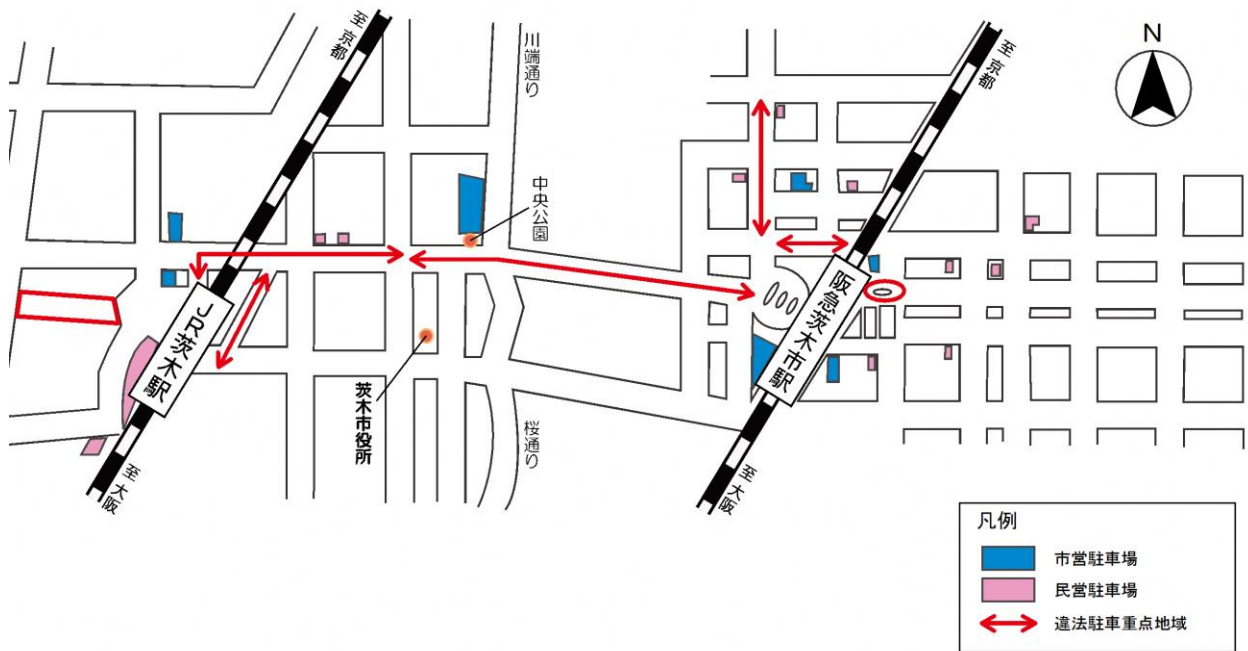 至 京都
川端通り
至 京都
N
中央公園
JR茨木駅
阪急茨木市駅
茨木市役所
桜通り
至 大阪
至 大阪
凡例
市営駐車場
民営駐車場
違法駐車重点地域